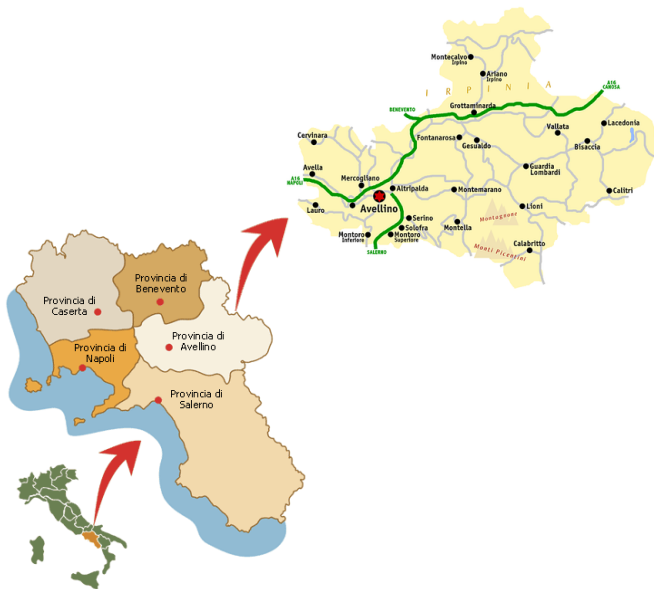 Montecalvo
Irpino
Ariano
Irpino
IRPINIA
A16
CANOSA
BENEVENTO
Grottaminarda
Lacedonia
Vallata
Cervinara
Fontanarosa
Gesualdo
Bisaccia
Avella
Guardia
Lombardi
A16
NAPOLI
Mercogliano
Altripalda
Montemarano
Calitri
Avellino
Lauro
Lioni
Montagnone
Serino
Solofra
Montella
Montoro
Inferiore
Montoro
Superiore
SALERNO
Calabritto
Monti Picentini
Provincia di
Benevento
Provincia di
Caserta
Provincia di
Avellino
Provincia di
Napoli
Provincia di
Salerno